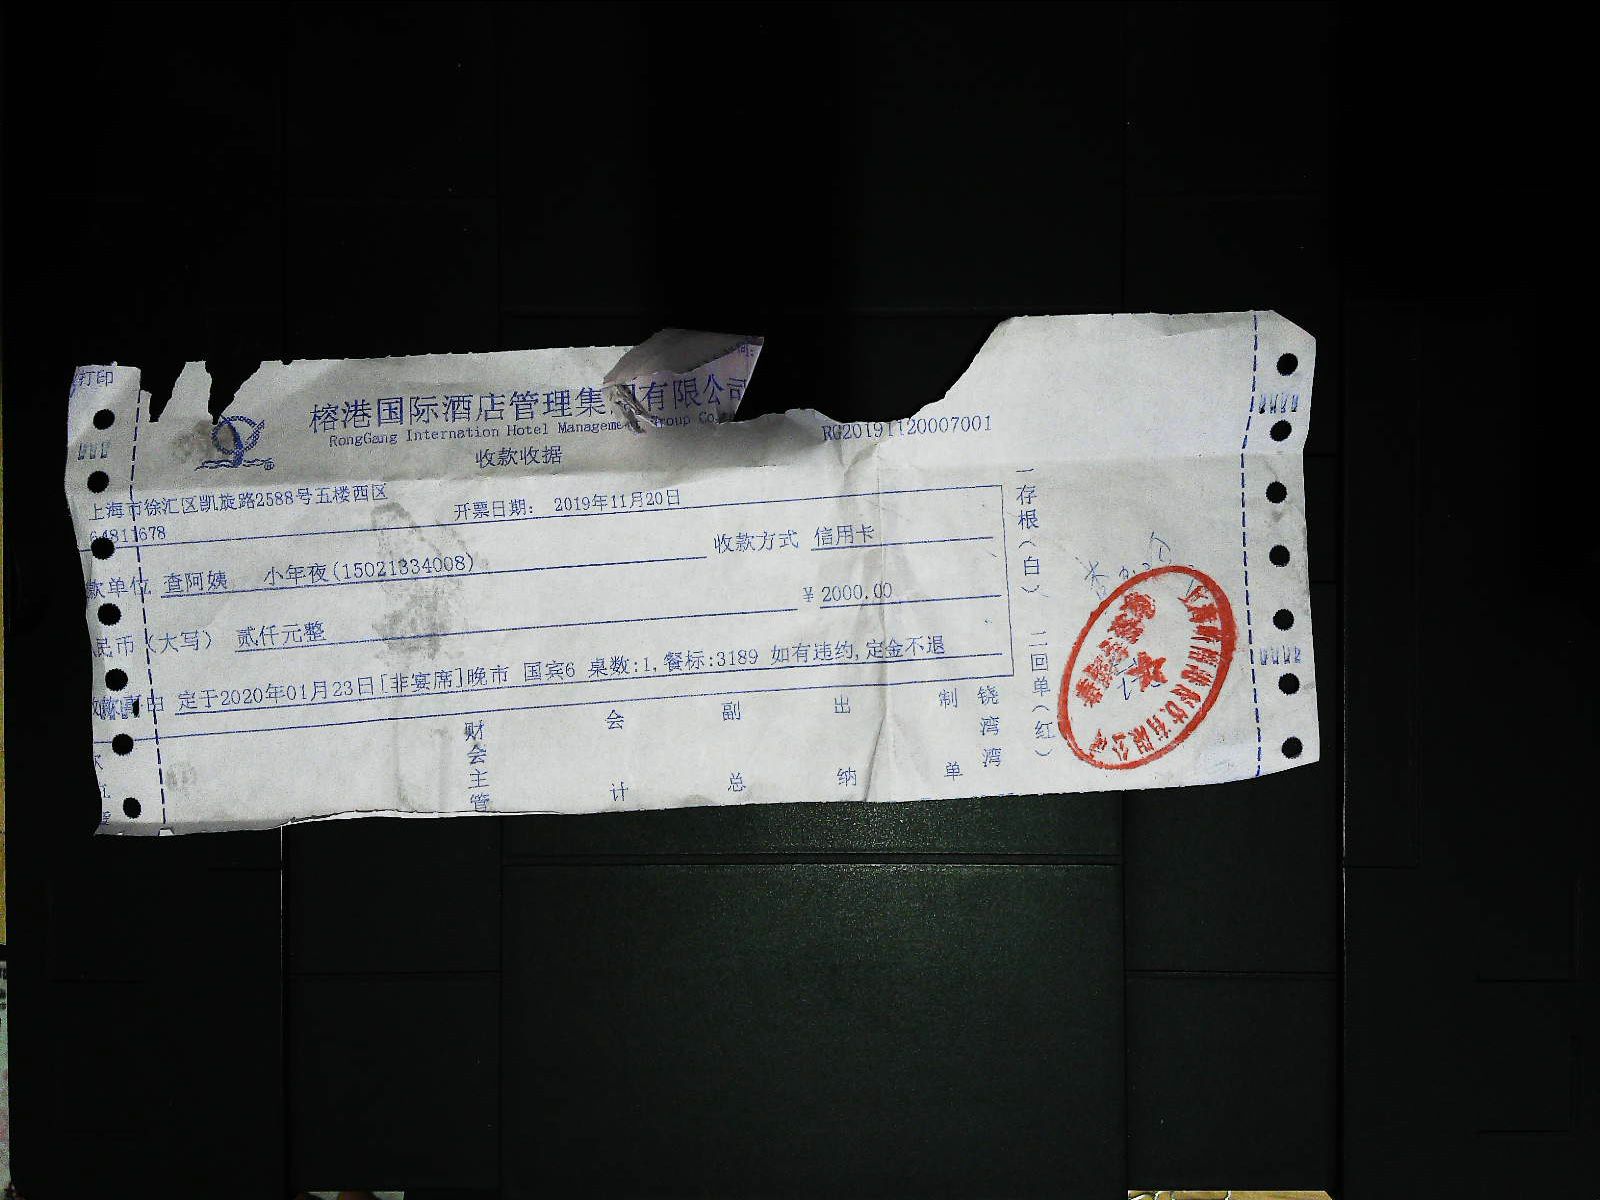 打印
榕港国际酒店管理集团有限公司
RongGang Internation Hotel Management Group Co
RG20191120007001
收款收据
上海市徐汇区凯旋路2588号五楼西区
64811678
开票日期: 2019年11月20日
款单位 查阿姨 小年夜(15021334008)
收款方式 信用卡
民币（大写） 贰仟元整
￥2000.00
收款事由 定于2020年01月23日[非宴席]晚市 国宾6 桌数:1,餐标:3189 如有违约,定金不退
财会主管
会计
副总
出纳
制单
饶湾湾
一存根（白） 二回单（红）